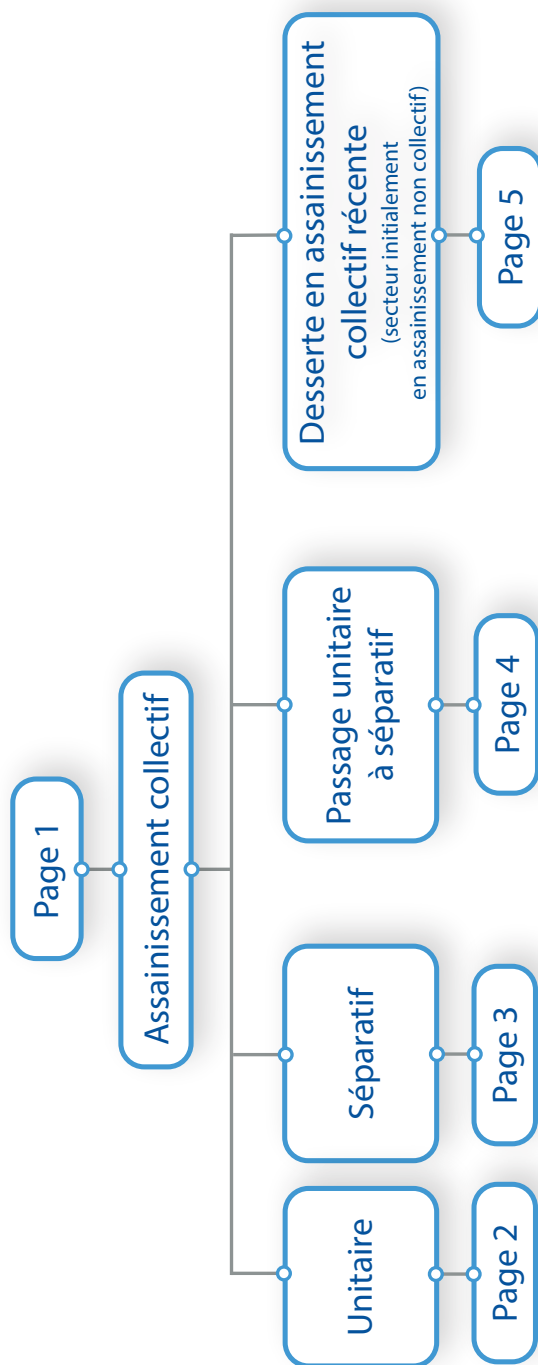 Page 1
Assainissement collectif
Unitaire
Page 2
Séparatif
Page 3
Passage unitaire
à séparatif
Page 4
Desserte en assainissement
collectif récente
(secteur initialement
en assainissement non collectif)
Page 5